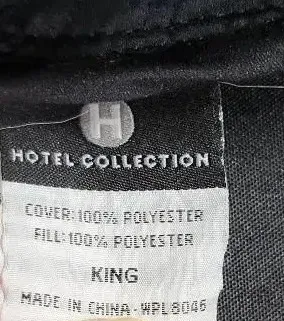 H
HOTEL COLLECTION
COVER: 100% POLYESTER
FILL: 100% POLYESTER
KING
MADE IN CHINA · WPL8046